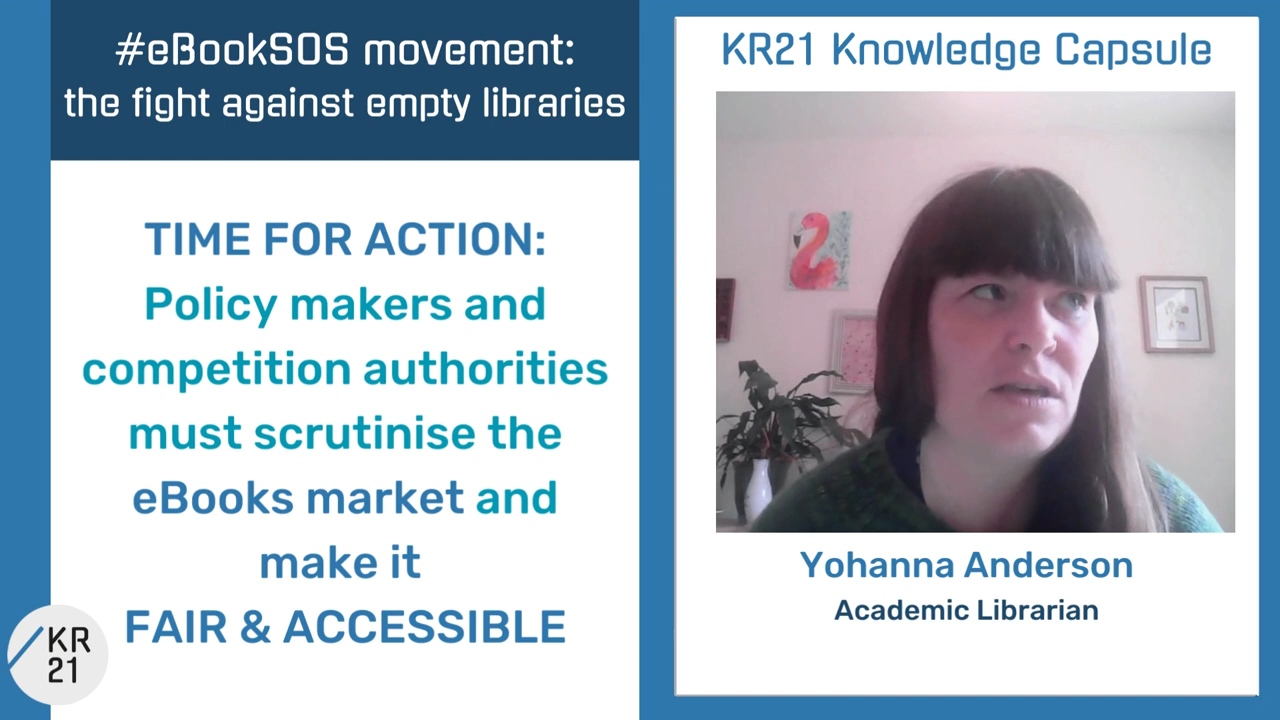 #eBookSOS movement:
the fight against empty libraries
TIME FOR ACTION:
Policy makers and
competition authorities
must scrutinise the
eBooks market and
make it
FAIR & ACCESSIBLE
KR
21
KR21 Knowledge Capsule
Yohanna Anderson
Academic Librarian